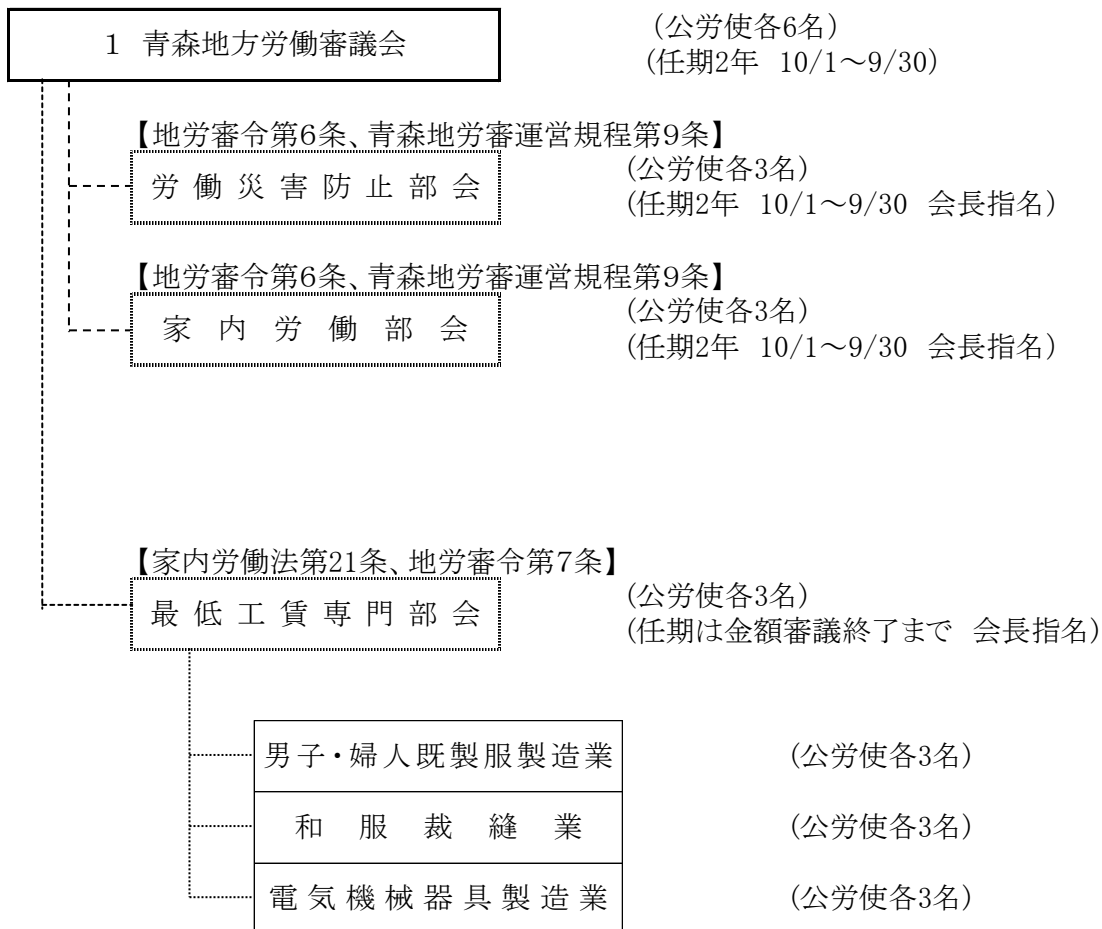 1 青森地方労働審議会
(公労使各6名)
(任期2年 10/1～9/30)
【地労審令第6条、青森地労審運営規程第9条】
労働災害防止部会
(公労使各3名)
(任期2年 10/1～9/30 会長指名)
【地労審令第6条、青森地労審運営規程第9条】
家内労働部会
(公労使各3名)
(任期2年 10/1～9/30 会長指名)
【家内労働法第21条、地労審令第7条】
最低工賃専門部会
(公労使各3名)
(任期は金額審議終了まで 会長指名)
男子・婦人既製服製造業 (公労使各3名)
和服裁縫業 (公労使各3名)
電気機械器具製造業 (公労使各3名)